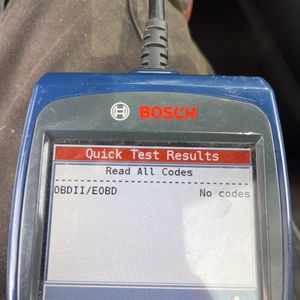 BOSCH
Quick Test Results
Read All Codes
OBDII/EOBD No codes